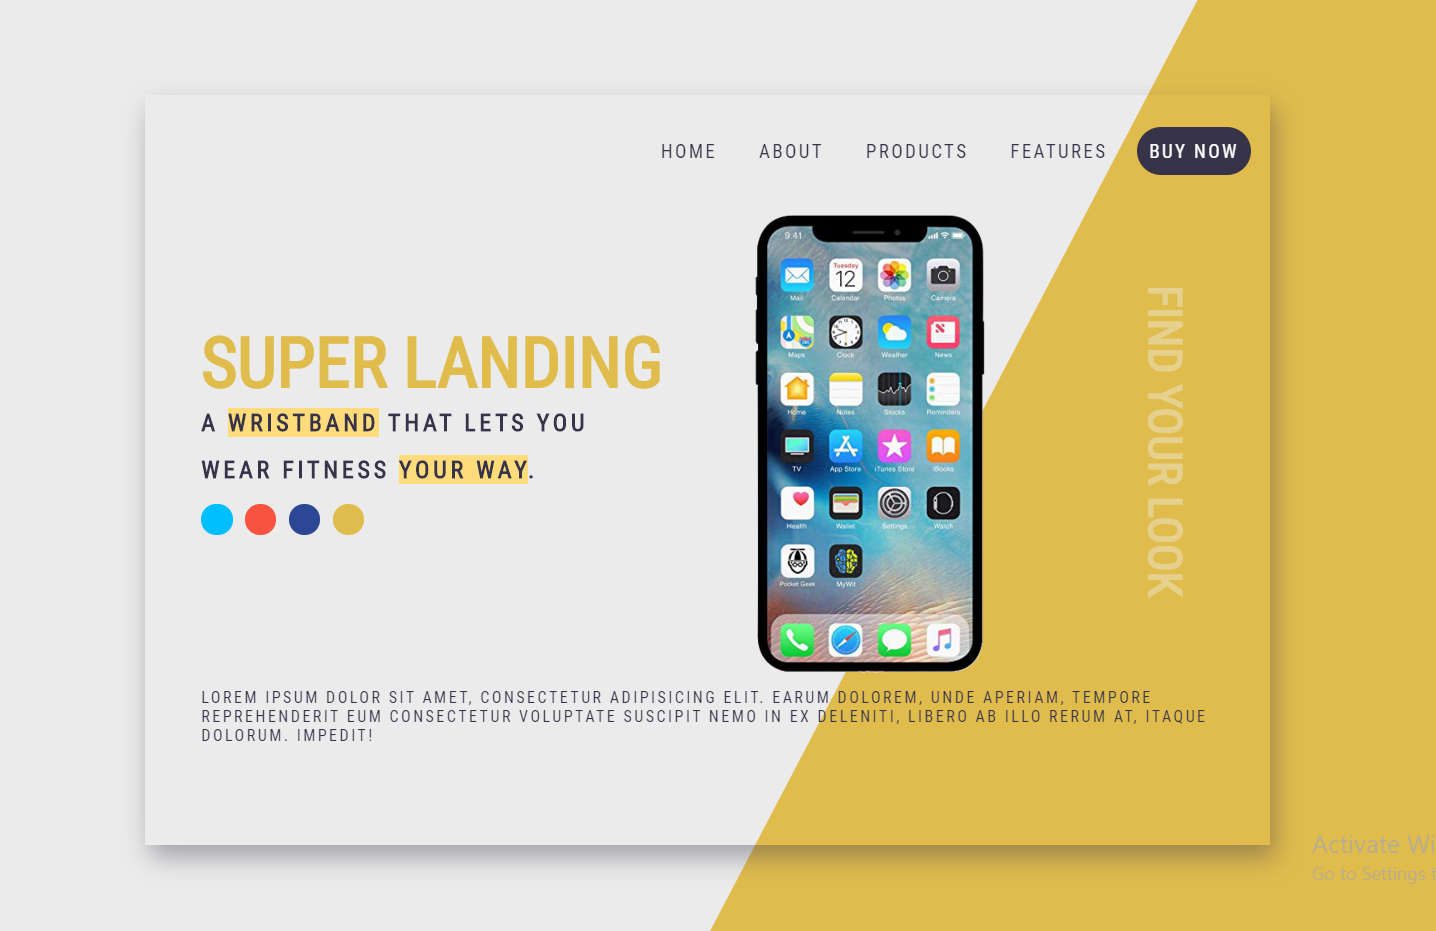 HOME ABOUT PRODUCTS FEATURES BUY NOW
SUPER LANDING
A WRISTBAND THAT LETS YOU
WEAR FITNESS YOUR WAY.
9:41
Tuesday
12
Mail Calendar Photos Camera
Maps Clock Weather News
Home Notes Stocks Reminders
TV App Store iTunes Store iBooks
Health Wallet Settings Watch
Pocket Geek MyWit
FIND YOUR LOOK
LOREM IPSUM DOLOR SIT AMET, CONSECTETUR ADIPISICING ELIT. EARUM DOLOREM, UNDE APERIAM, TEMPORE
REPREHENDERIT EUM CONSECTETUR VOLUPTATE SUSCIPIT NEMO IN EX DELENITI, LIBERO AB ILLO RERUM AT, ITAQUE
DOLORUM. IMPEDIT!
Activate Wi
Go to Settings t